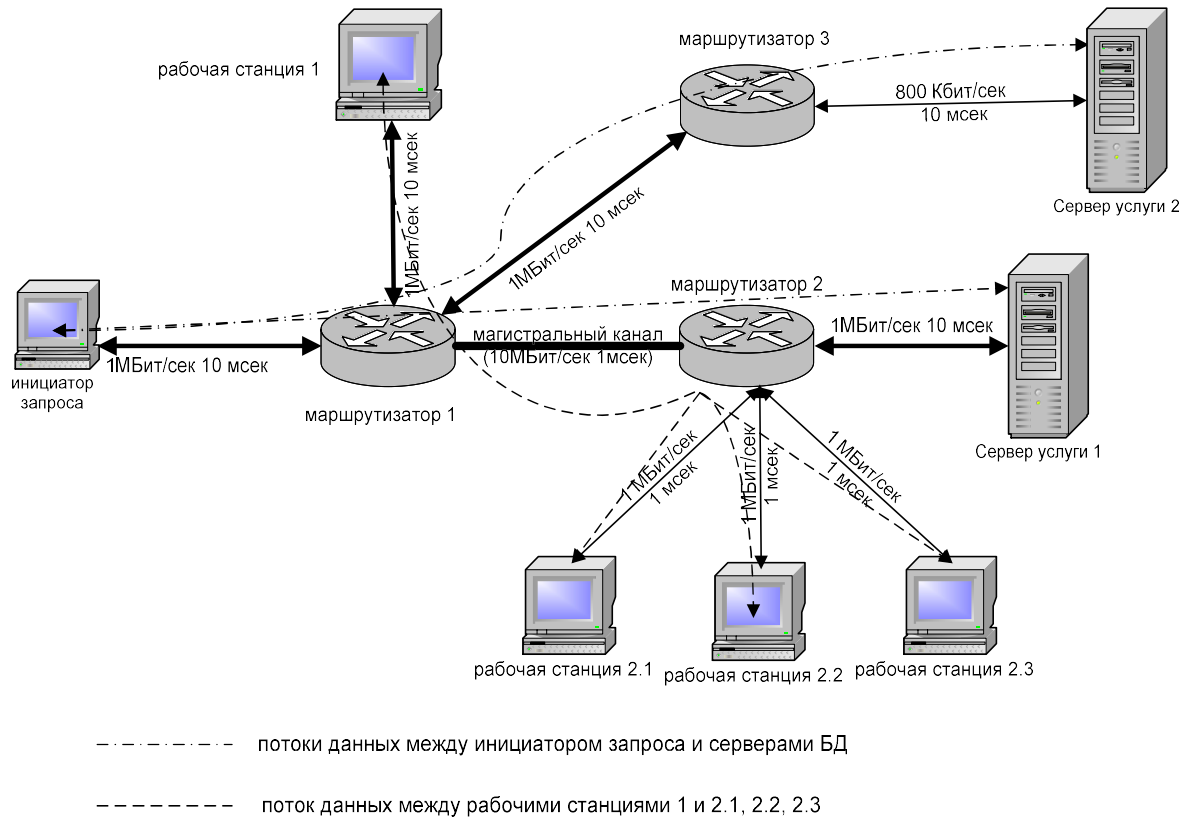 рабочая станция 1
маршрутизатор 3
800 Кбит/сек
10 мсек
Сервер услуги 2
1МБит/сек 10 мсек
1МБит/сек 10 мсек
маршрутизатор 2
магистральный канал
(10МБит/сек 1мсек)
1МБит/сек 10 мсек
1МБит/сек 10 мсек
инициатор
запроса
маршрутизатор 1
Сервер услуги 1
1 МБит/сек
1 мсек
1 МБит/сек
1 мсек
1 МБит/сек
1 мсек
рабочая станция 2.1
рабочая станция 2.2
рабочая станция 2.3
потоки данных между инициатором запроса и серверами БД
поток данных между рабочими станциями 1 и 2.1, 2.2, 2.3